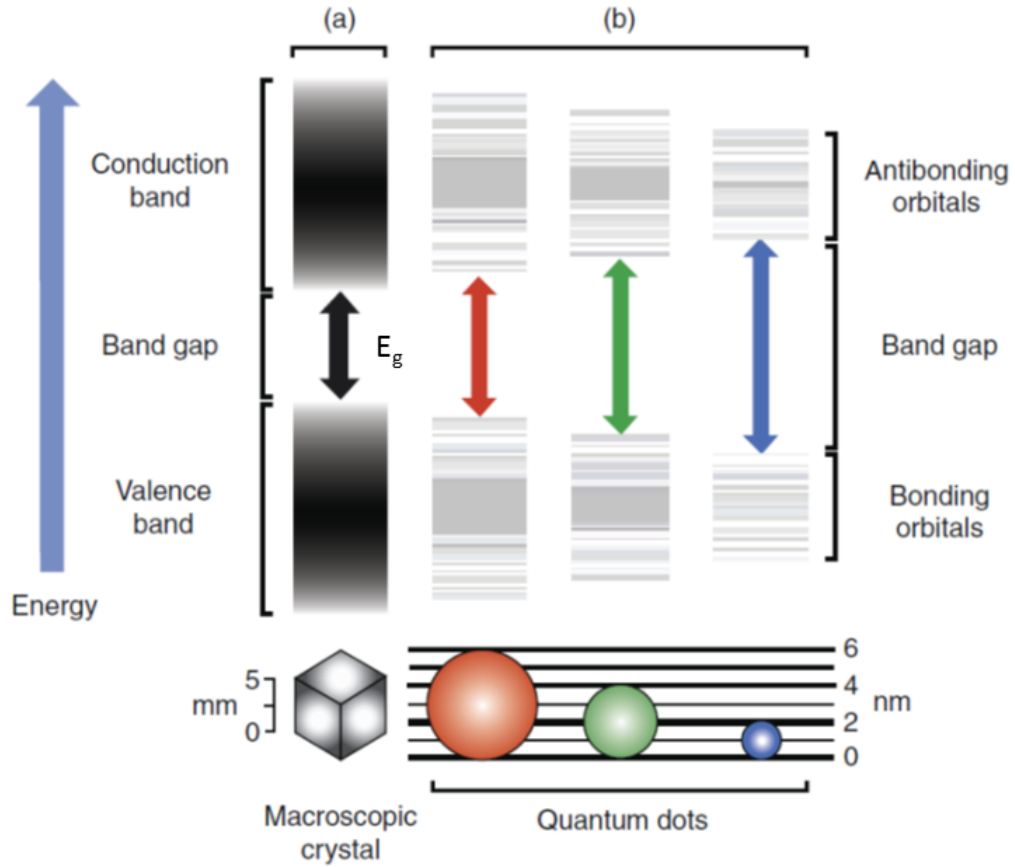 (a)
(b)
Conduction
band
Antibonding
orbitals
Band gap
E_g
Band gap
Valence
band
Bonding
orbitals
Energy
5
mm
0
6
4
nm
2
0
Macroscopic
crystal
Quantum dots